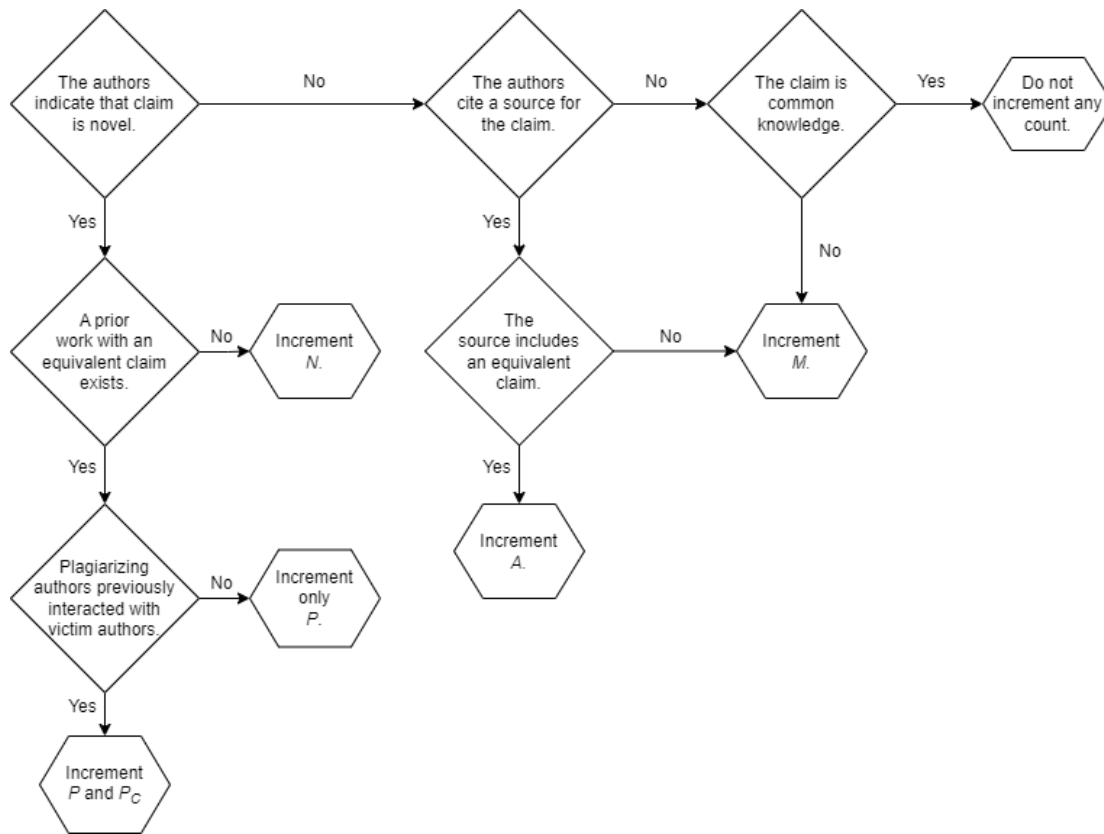 The authors
indicate that claim
is novel.
No
The authors
cite a source for
the claim.
No
The claim is
common
knowledge.
Yes
Do not
increment any
count.
Yes
Yes
No
A prior
work with an
equivalent claim
exists.
No
Increment
N.
The
source includes
an equivalent
claim.
No
Increment
M.
Yes
Yes
Plagiarizing
authors previously
interacted with
victim authors.
No
Increment
only
P.
Increment
A.
Yes
Increment
P and PC